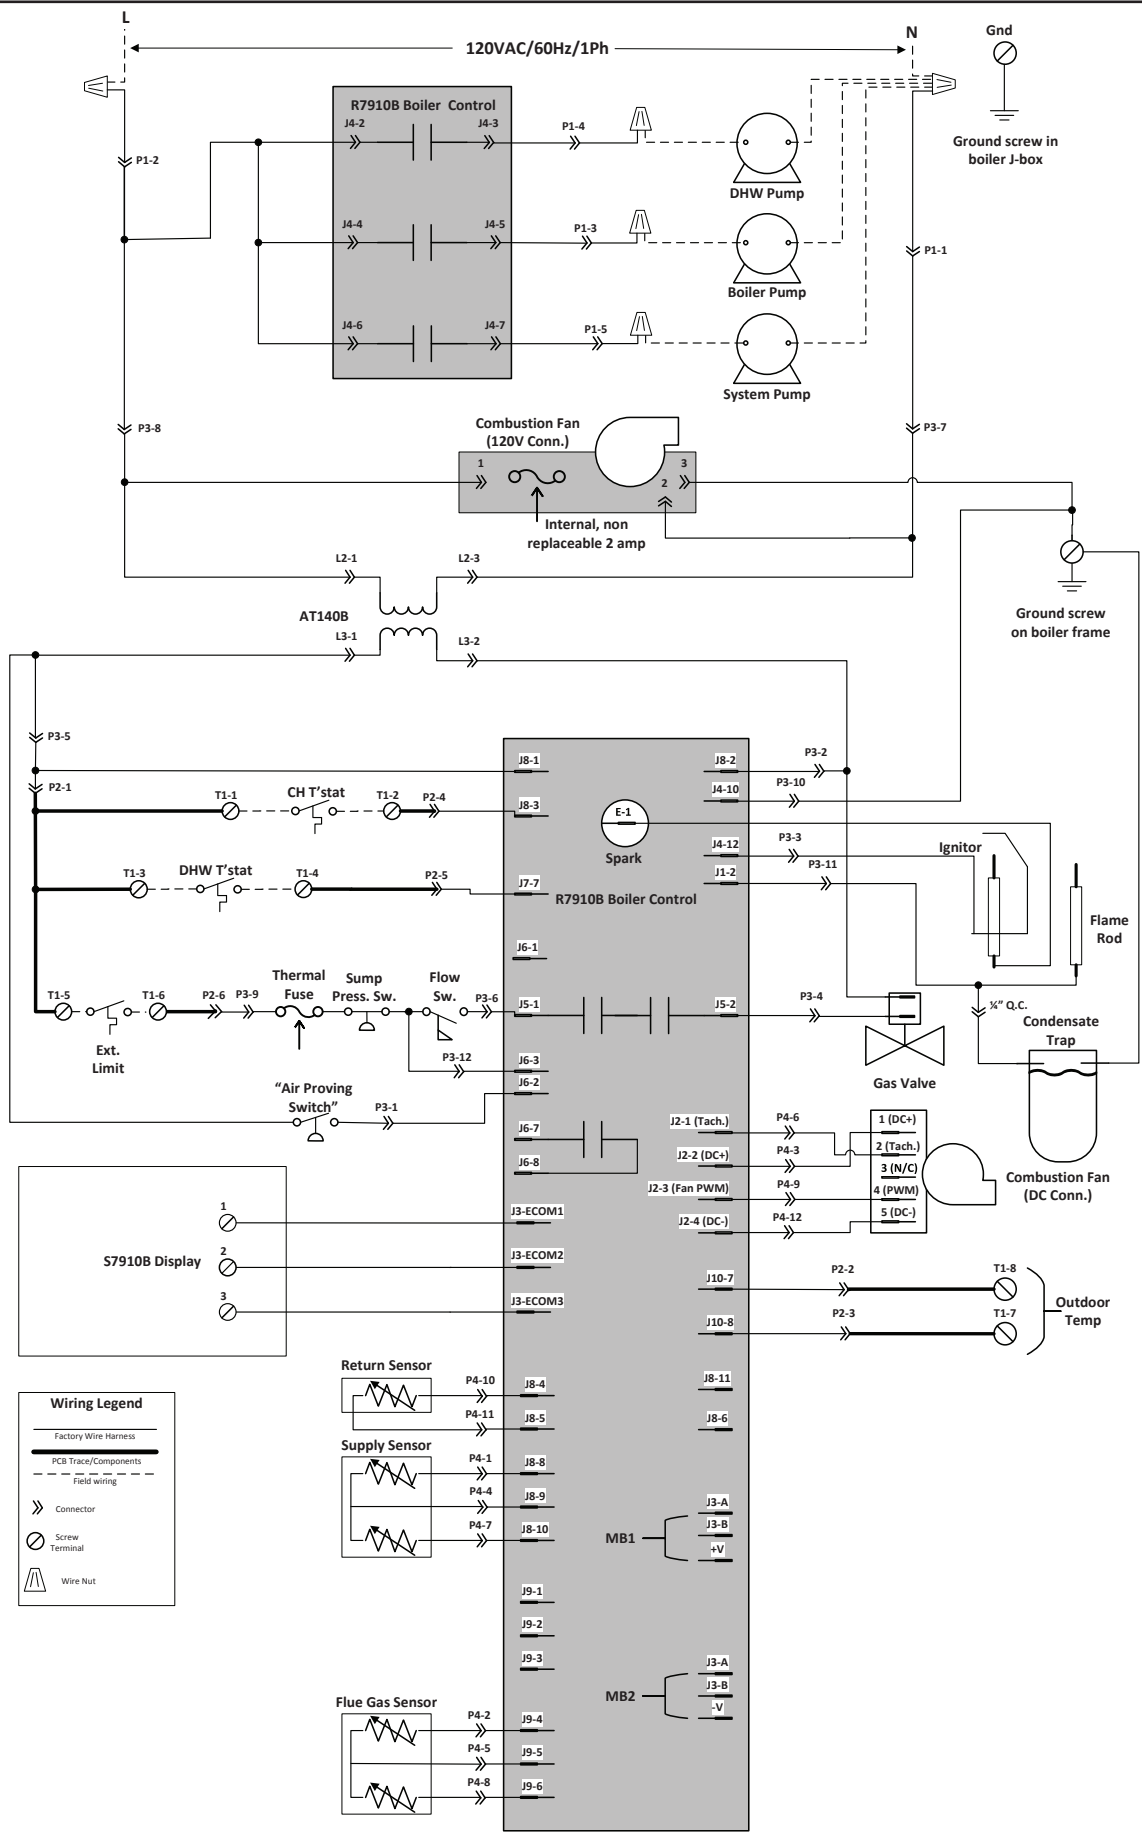 L
N
Gnd
120VAC/60Hz/1Ph
R7910B Boiler Control
J4-2
J4-3
P1-4
Ground screw in
boiler J-box
P1-2
DHW Pump
J4-4
J4-5
P1-3
P1-1
Boiler Pump
J4-6
J4-7
P1-5
System Pump
P3-8
Combustion Fan
(120V Conn.)
P3-7
1
2
3
Internal, non
replaceable 2 amp
L2-1
L2-3
AT140B
L3-1
L3-2
Ground screw
on boiler frame
P3-5
P2-1
J8-1
J8-2
P3-2
J4-10
P3-10
T1-1
CH T'stat
T1-2
P2-4
J8-3
E-1
Spark
J4-12
P3-3
Ignitor
J1-2
P3-11
T1-3
DHW T'stat
T1-4
P2-5
J7-7
R7910B Boiler Control
Flame
Rod
J6-1
T1-5
T1-6
P2-6
P3-9
Thermal
Fuse
Sump
Press. Sw.
Flow
Sw.
P3-6
J5-1
J5-2
P3-4
¼” Q.C.
Condensate
Trap
Ext.
Limit
P3-12
J6-3
J6-2
Gas Valve
“Air Proving
Switch”
P3-1
J6-7
J6-8
J2-1 (Tach.)
P4-6
1 (DC+)
J2-2 (DC+)
P4-3
2 (Tach.)
3 (N/C)
J2-3 (Fan PWM)
P4-9
4 (PWM)
J2-4 (DC-)
P4-12
5 (DC-)
Combustion Fan
(DC Conn.)
S7910B Display
1
2
3
J3-ECOM1
J3-ECOM2
J3-ECOM3
J10-7
P2-2
T1-8
J10-8
P2-3
T1-7
Outdoor
Temp
Return Sensor
P4-10
J8-4
J8-11
P4-11
J8-5
J8-6
Supply Sensor
P4-1
J8-8
P4-4
J8-9
P4-7
J8-10
MB1
J3-A
J3-B
+V
Wiring Legend
Factory Wire Harness
PCB Trace/Components
Field wiring
Connector
Screw
Terminal
Wire Nut
J9-1
J9-2
J9-3
MB2
J3-A
J3-B
-V
Flue Gas Sensor
P4-2
J9-4
P4-5
J9-5
P4-8
J9-6